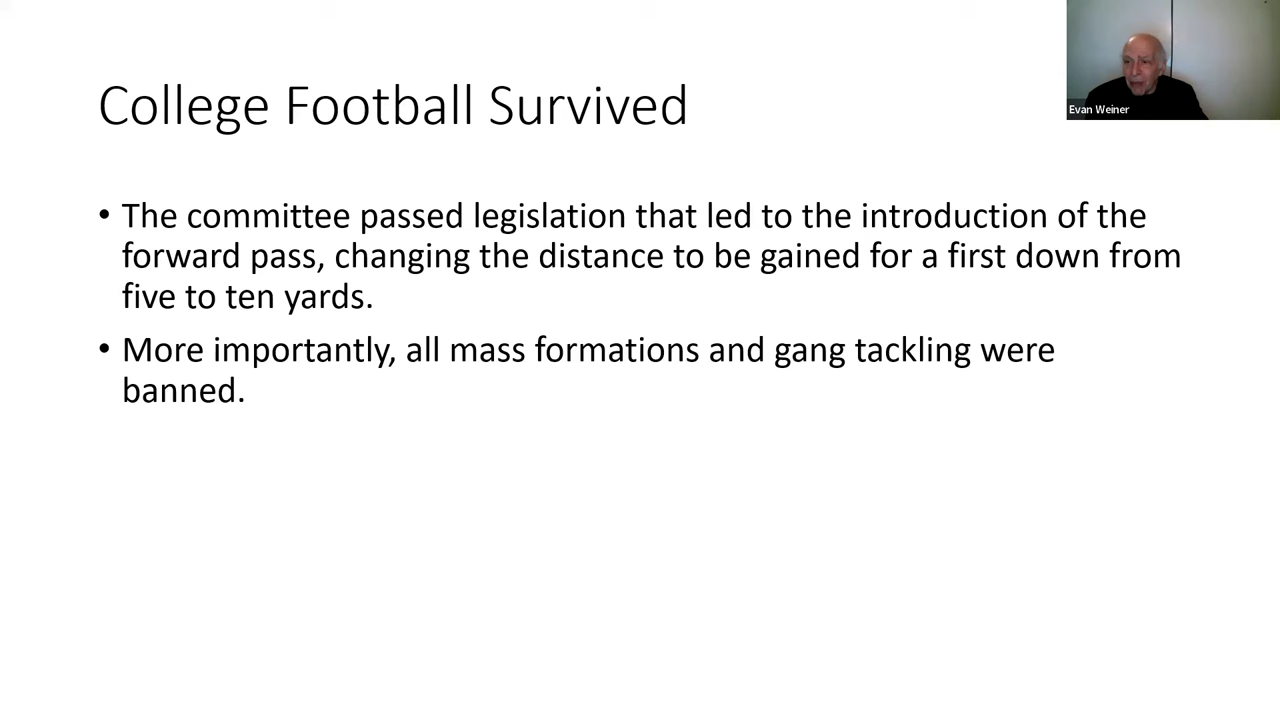 College Football Survived
Evan Weiner
• The committee passed legislation that led to the introduction of the
forward pass, changing the distance to be gained for a first down from
five to ten yards.
• More importantly, all mass formations and gang tackling were
banned.